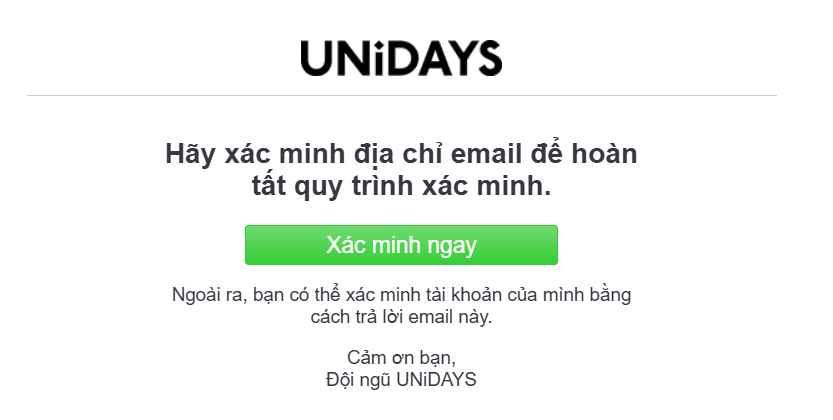 UNiDAYS
Hãy xác minh địa chỉ email để hoàn
tất quy trình xác minh.
Xác minh ngay
Ngoài ra, bạn có thể xác minh tài khoản của mình bằng
cách trả lời email này.
Cảm ơn bạn,
Đội ngũ UNiDAYS